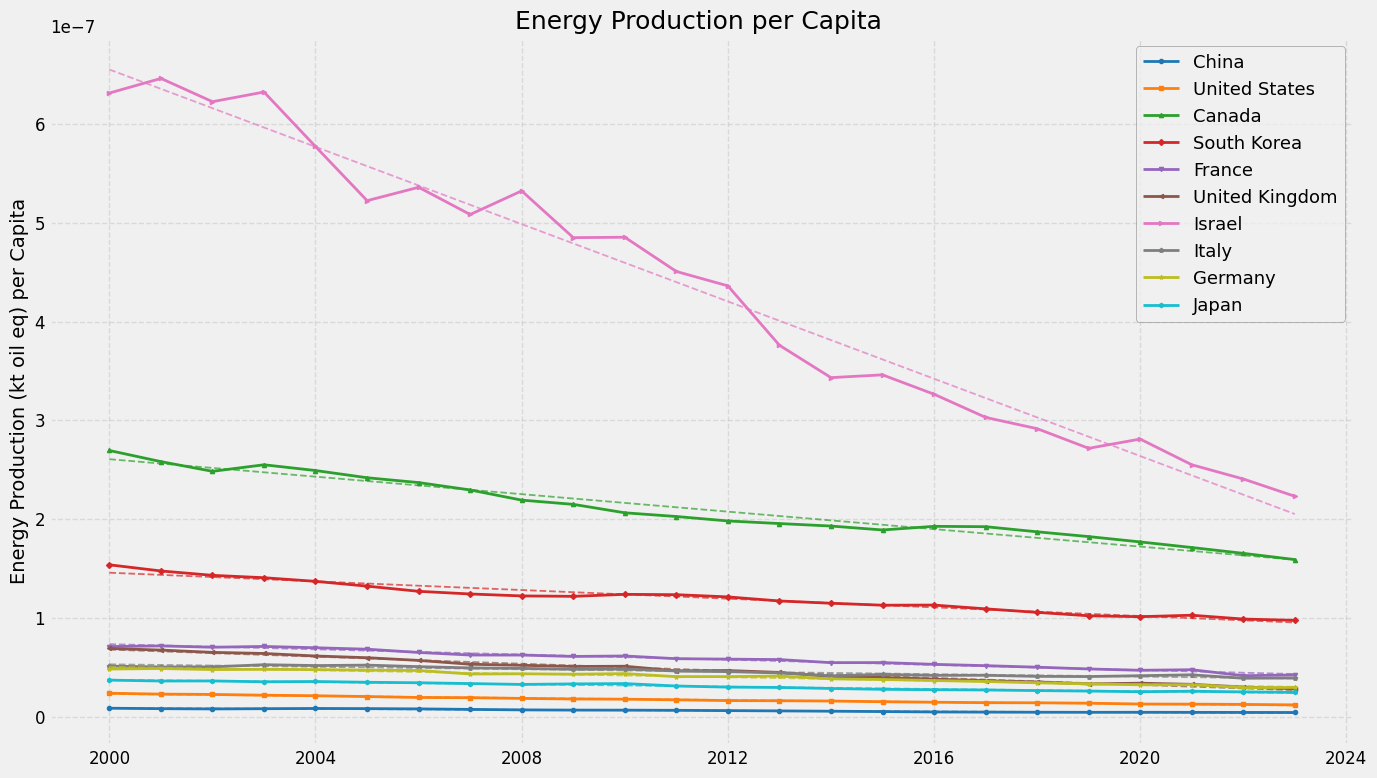 Energy Production per Capita
1e−7
Energy Production (kt oil eq) per Capita
6
5
4
3
2
1
0
2000
2004
2008
2012
2016
2020
2024
China
United States
Canada
South Korea
France
United Kingdom
Israel
Italy
Germany
Japan